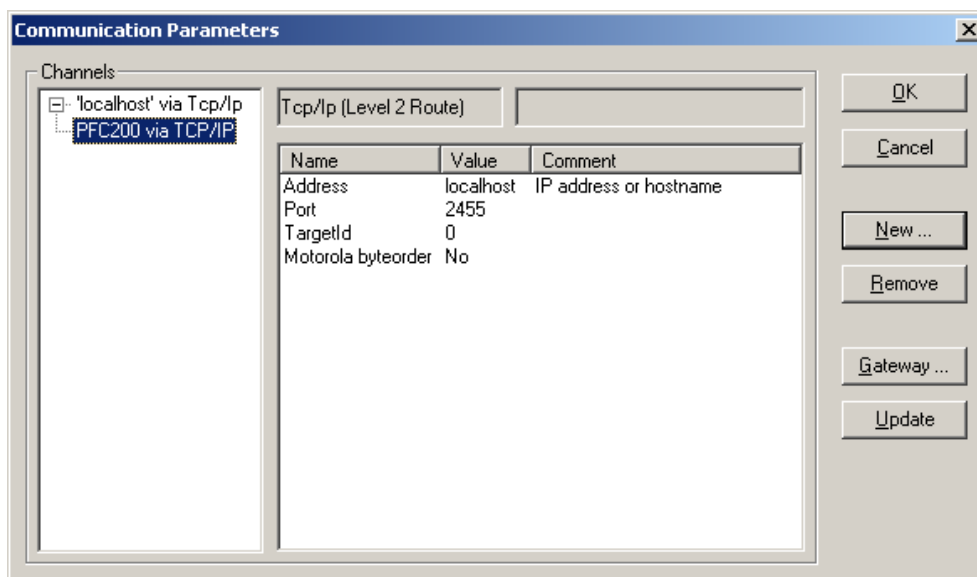 Communication Parameters
Channels
'localhost' via Tcp/Ip
PFC200 via TCP/IP
Tcp/Ip (Level 2 Route)
Name Value Comment
Address localhost IP address or hostname
Port 2455
TargetId 0
Motorola byteorder No
OK
Cancel
New ...
Remove
Gateway ...
Update